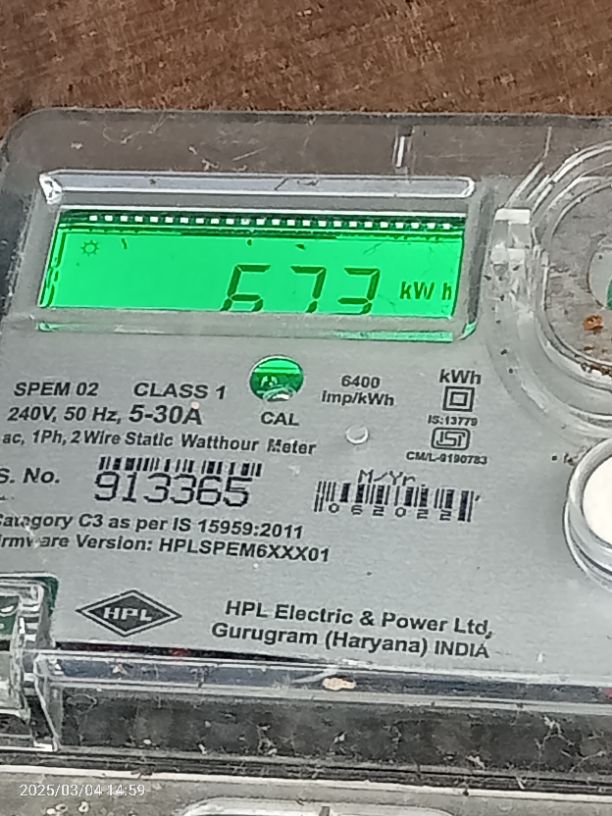 673 kWh
SPEM 02 CLASS 1
240V, 50 Hz, 5-30A
ac, 1Ph, 2 Wire Static Watthour Meter
CAL
6400
Imp/kWh
kWh
IS:13779
ISI
CM/L-9190783
S. No.
913365
M/Yr.
062022
Category C3 as per IS 15959:2011
Firmware Version: HPLSPEM6XXX01
HPL
HPL Electric & Power Ltd,
Gurugram (Haryana) INDIA
2025/03/04 14:59